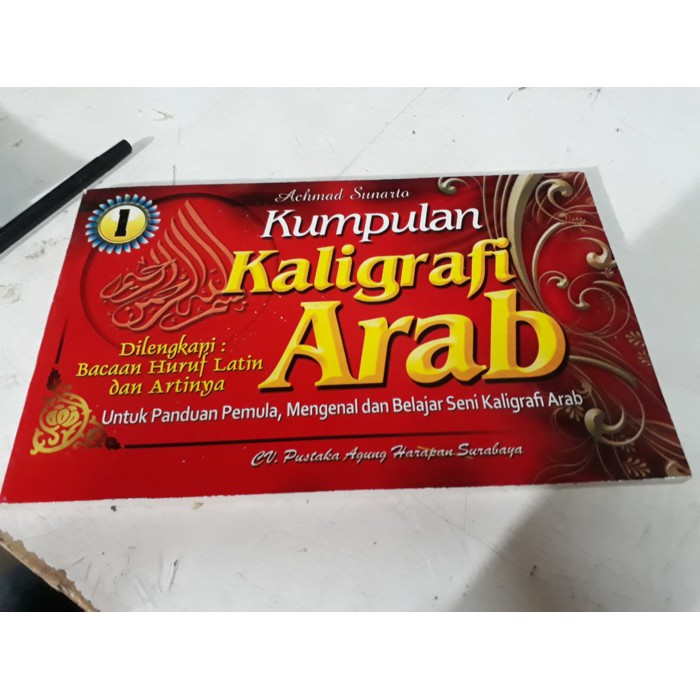 Achmad Sunarto
1
Kumpulan
Kaligrafi
Arab
Dilengkapi :
Bacaan Huruf Latin
dan Artinya
Untuk Panduan Pemula, Mengenal dan Belajar Seni Kaligrafi Arab
CV. Pustaka Agung Harapan Surabaya